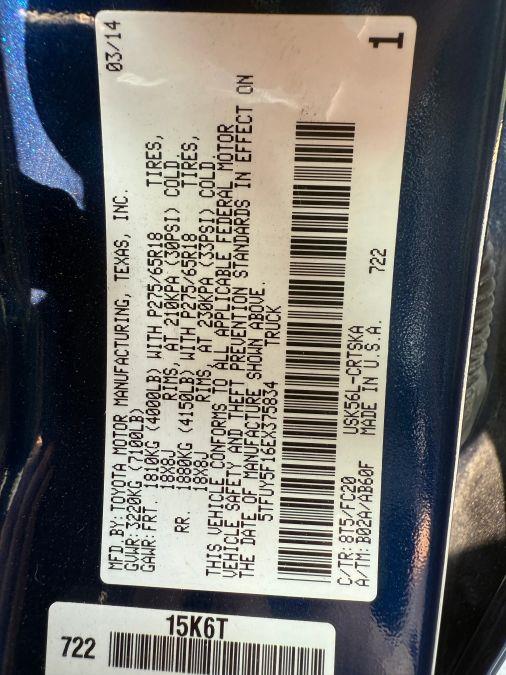 MFD.BY:TOYOTA MOTOR MANUFACTURING, TEXAS, INC. 03/14
GVWR: 3220KG (7100LB)
GAWR: FRT. 1810KG (4000LB) WITH P275/65R18 TIRES,
18X8J RIMS, AT 210KPA (30PSI) COLD.
RR. 1880KG (4150LB) WITH P275/65R18 TIRES,
18X8J RIMS, AT 230KPA (33PSI) COLD.
THIS VEHICLE CONFORMS TO ALL APPLICABLE FEDERAL MOTOR
VEHICLE SAFETY AND THEFT PREVENTION STANDARDS IN EFFECT ON
THE DATE OF MANUFACTURE SHOWN ABOVE.
5TFUY5F16EX375834 TRUCK
C/TR: 8T5/FC20 USK56L-CRTSKA 722
A/TM: B02A/AB60F MADE IN U.S.A. 1
15K6T
722